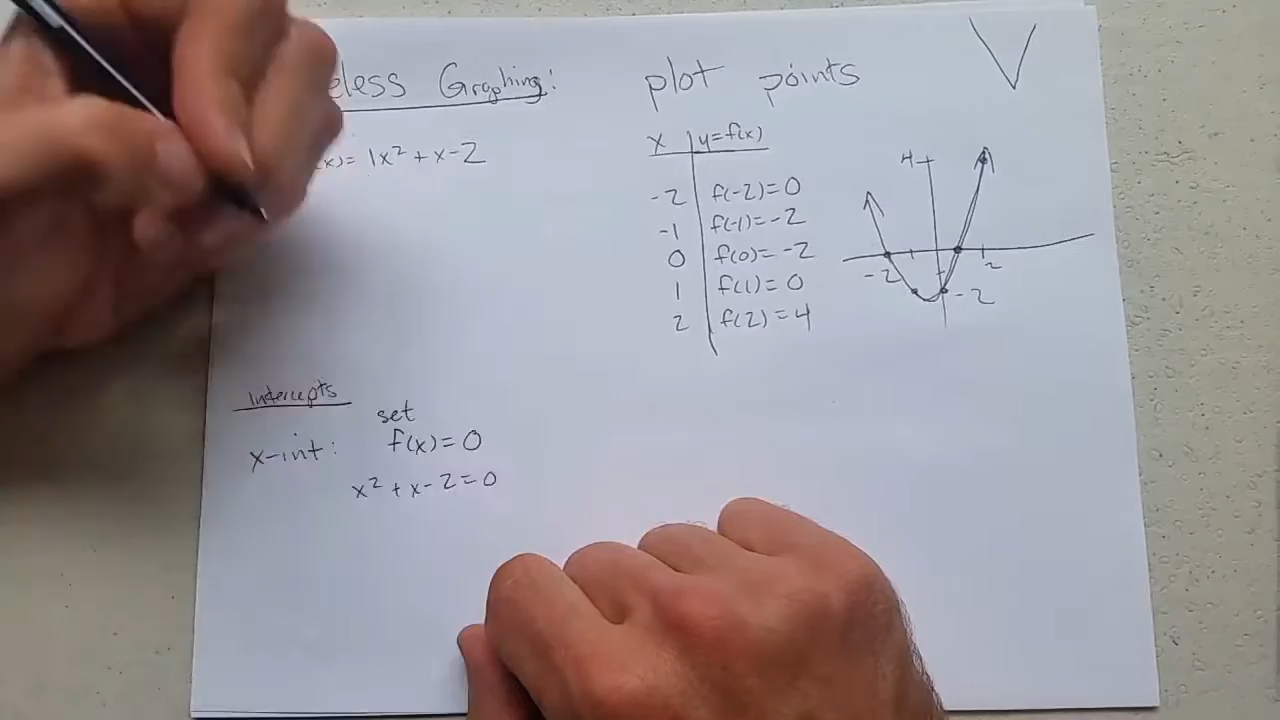 Graphing:
plot points
(x)= 1x² + x-2
x y=f(x)
-2 f(-2)=0
-1 f(-1)=-2
0 f(0)=-2
1 f(1)=0
2 f(2)=4
4
-2 2
-2
Intercepts
set
x-int: f(x)=0
x²+x-2=0